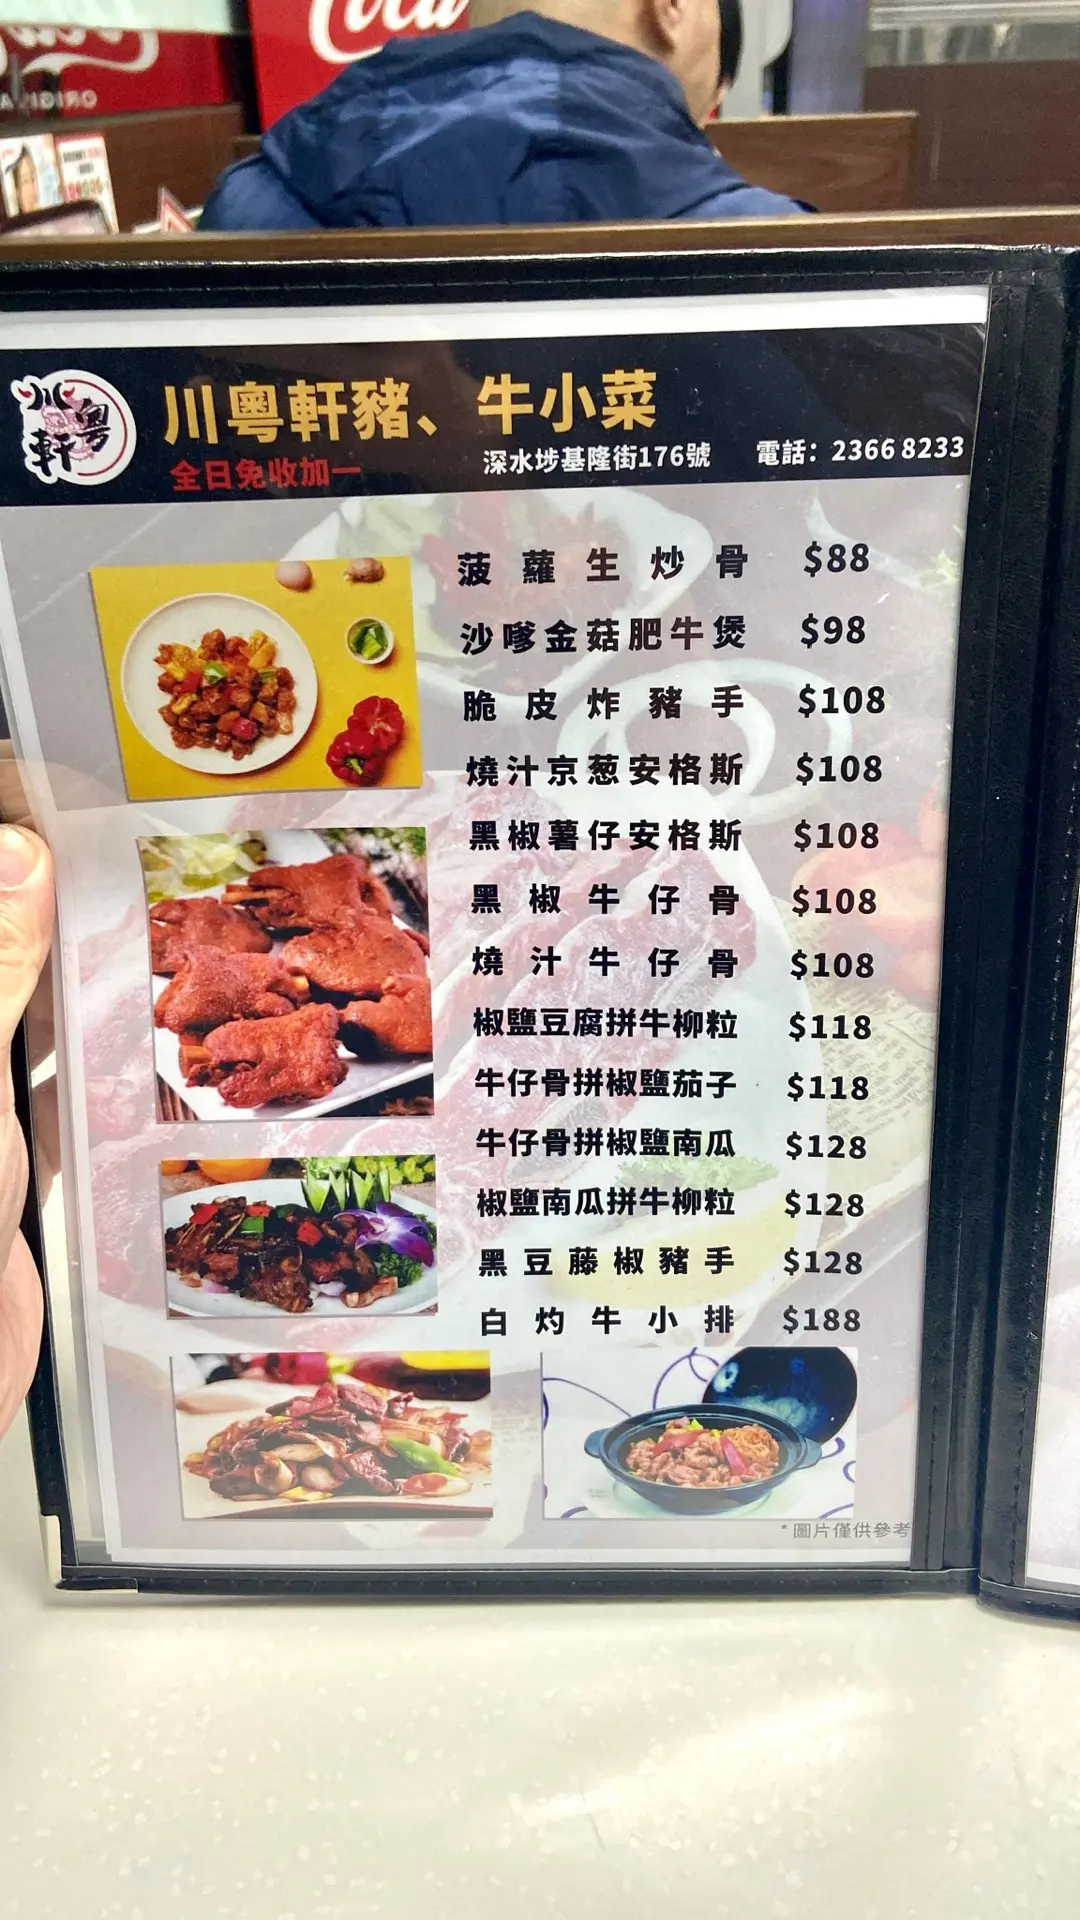 Coca
川粵軒
川粵軒豬、牛小菜
全日免收加一
深水埗基隆街176號
電話：2366 8233
菠蘿生炒骨 $88
沙嗲金菇肥牛煲 $98
脆皮炸豬手 $108
燒汁京葱安格斯 $108
黑椒薯仔安格斯 $108
黑椒牛仔骨 $108
燒汁牛仔骨 $108
椒鹽豆腐拼牛柳粒 $118
牛仔骨拼椒鹽茄子 $118
牛仔骨拼椒鹽南瓜 $128
椒鹽南瓜拼牛柳粒 $128
黑豆藤椒豬手 $128
白灼牛小排 $188
*圖片僅供參考